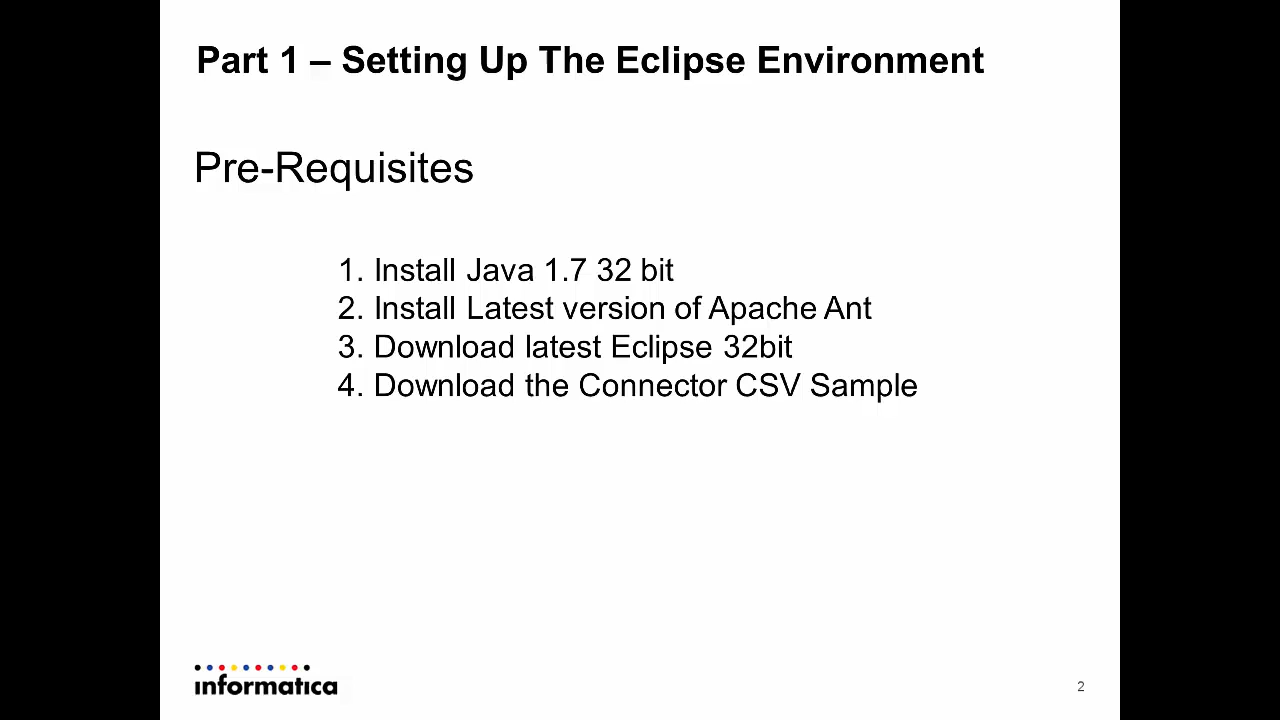 Part 1 – Setting Up The Eclipse Environment
Pre-Requisites
1. Install Java 1.7 32 bit
2. Install Latest version of Apache Ant
3. Download latest Eclipse 32bit
4. Download the Connector CSV Sample
informatica
2